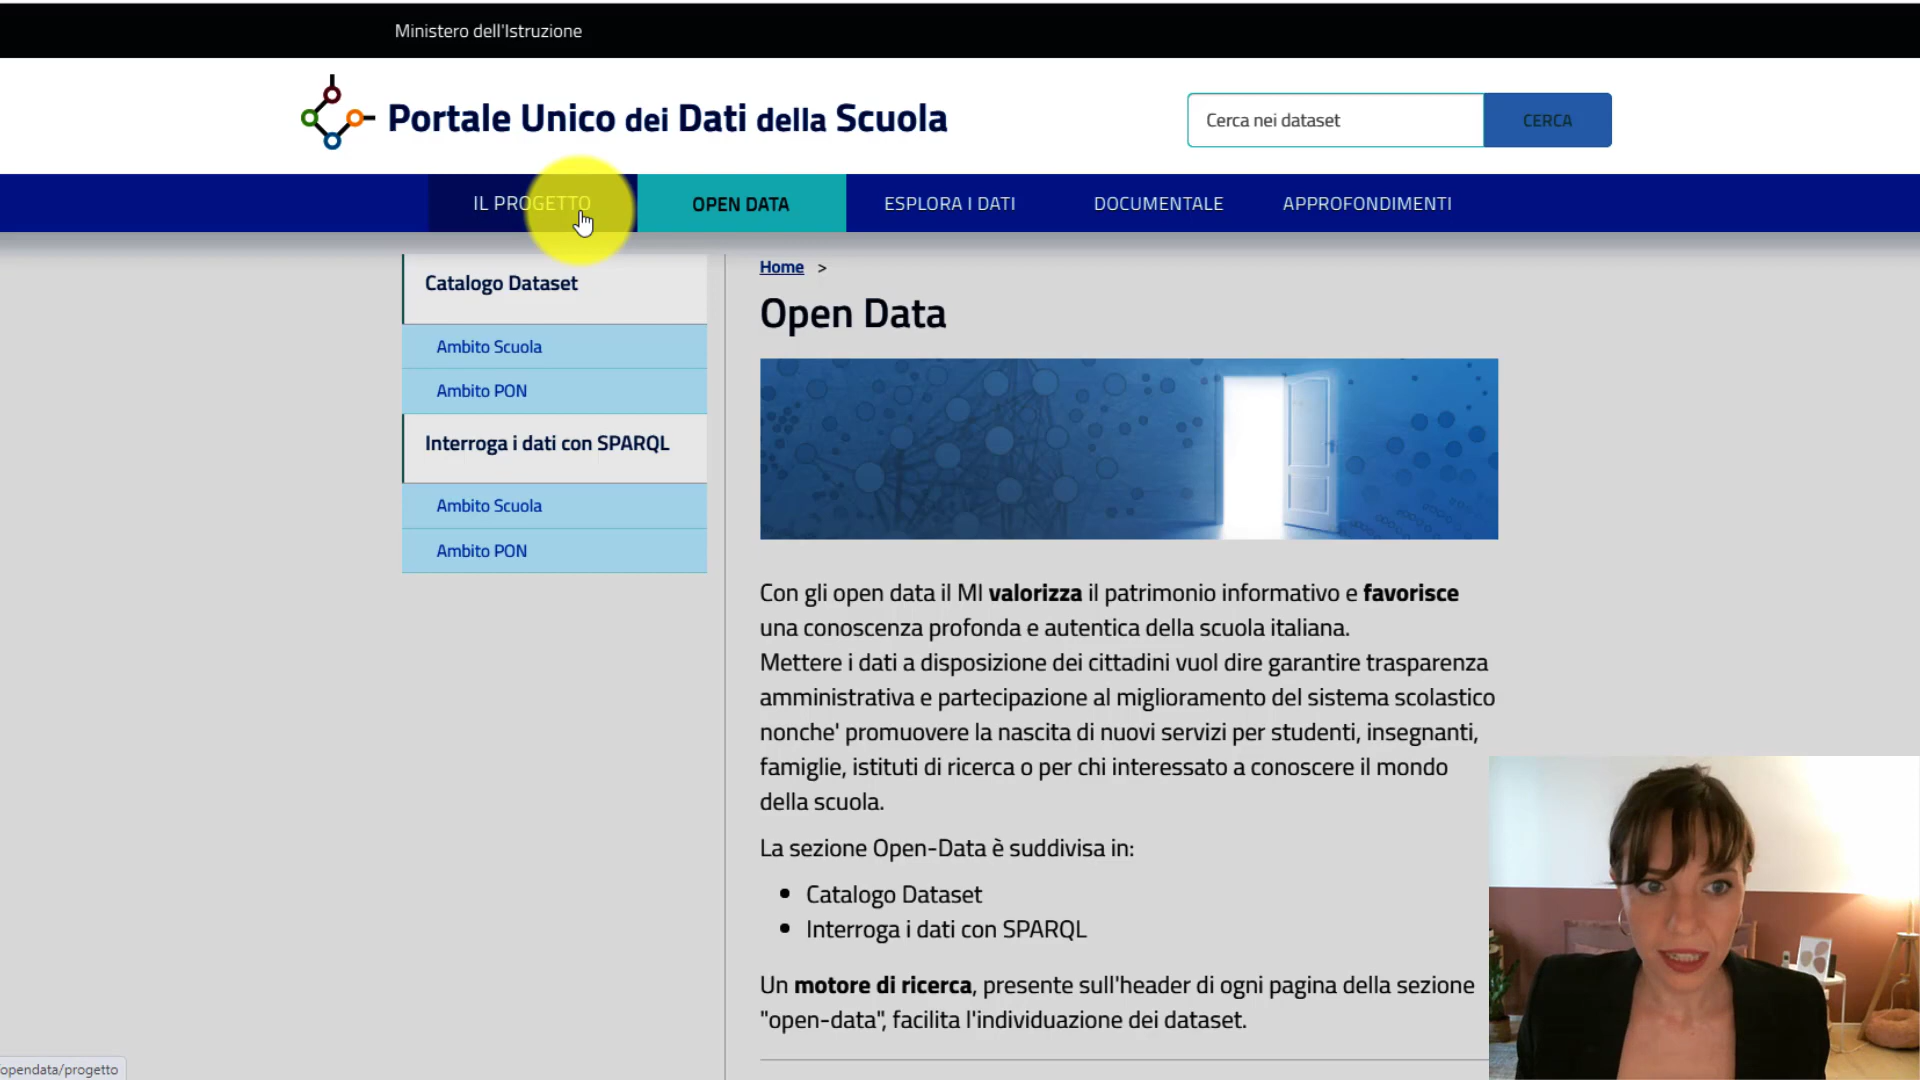 Ministero dell'Istruzione
Portale Unico dei Dati della Scuola
Cerca nei dataset
CERCA
IL PROGETTO
OPEN DATA
ESPLORA I DATI
DOCUMENTALE
APPROFONDIMENTI
Catalogo Dataset
Ambito Scuola
Ambito PON
Interroga i dati con SPARQL
Ambito Scuola
Ambito PON
Home >
Open Data
Con gli open data il MI valorizza il patrimonio informativo e favorisce
una conoscenza profonda e autentica della scuola italiana.
Mettere i dati a disposizione dei cittadini vuol dire garantire trasparenza
amministrativa e partecipazione al miglioramento del sistema scolastico
nonche' promuovere la nascita di nuovi servizi per studenti, insegnanti,
famiglie, istituti di ricerca o per chi interessato a conoscere il mondo
della scuola.
La sezione Open-Data è suddivisa in:
• Catalogo Dataset
• Interroga i dati con SPARQL
Un motore di ricerca, presente sull'header di ogni pagina della sezione
"open-data", facilita l'individuazione dei dataset.
opendata/progetto